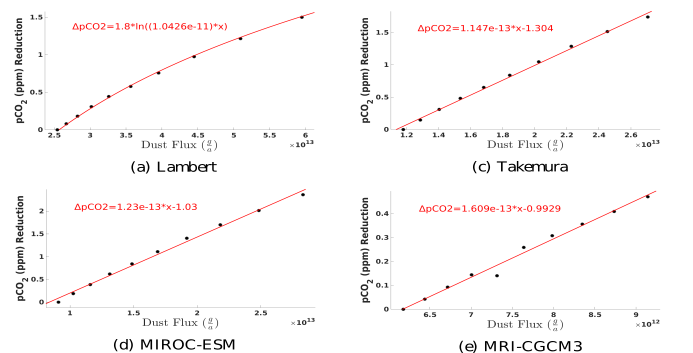 1.5
1
0.5
0
pCO2 (ppm) Reduction
ΔpCO2=1.8*ln((1.0426e-11)*x)
2.5 3 3.5 4 4.5 5 5.5 6
Dust Flux (g/a) ×10^13
(a) Lambert
1.5
1
0.5
0
pCO2 (ppm) Reduction
ΔpCO2=1.147e-13*x-1.304
1.2 1.4 1.6 1.8 2 2.2 2.4 2.6
Dust Flux (g/a) ×10^13
(c) Takemura
2
1.5
1
0.5
0
pCO2 (ppm) Reduction
ΔpCO2=1.23e-13*x-1.03
1 1.5 2 2.5
Dust Flux (g/a) ×10^13
(d) MIROC-ESM
0.4
0.3
0.2
0.1
0
pCO2 (ppm) Reduction
ΔpCO2=1.609e-13*x-0.9929
6.5 7 7.5 8 8.5 9
Dust Flux (g/a) ×10^12
(e) MRI-CGCM3